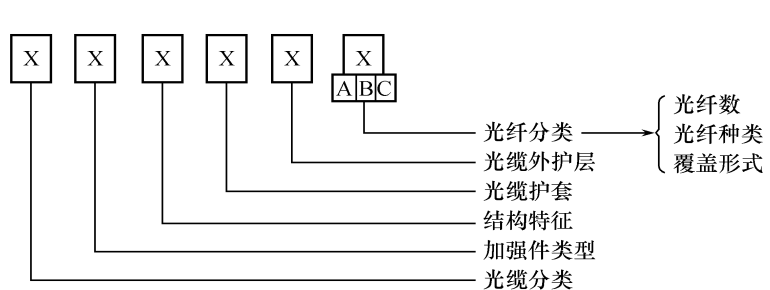 X X X X X X
A B C
光纤分类
光缆外护层
光缆护套
结构特征
加强件类型
光缆分类
光纤数
光纤种类
覆盖形式